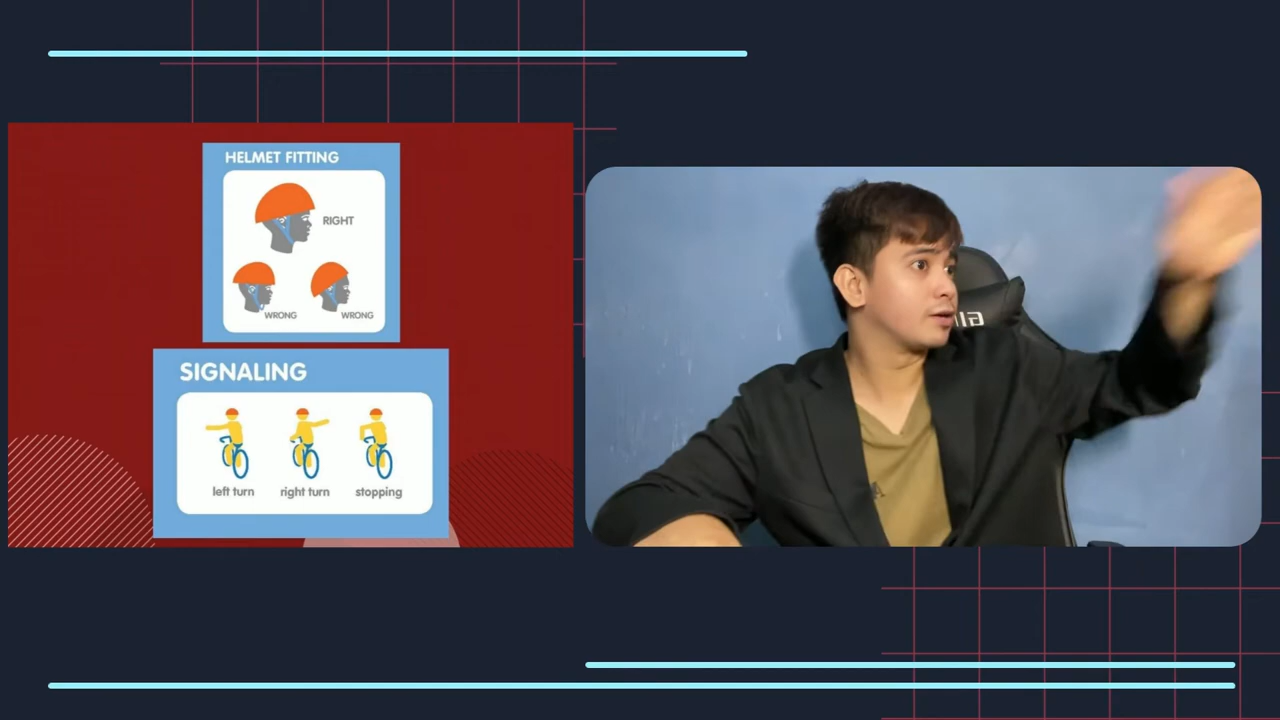 HELMET FITTING
RIGHT
WRONG
WRONG
SIGNALING
left turn
right turn
stopping